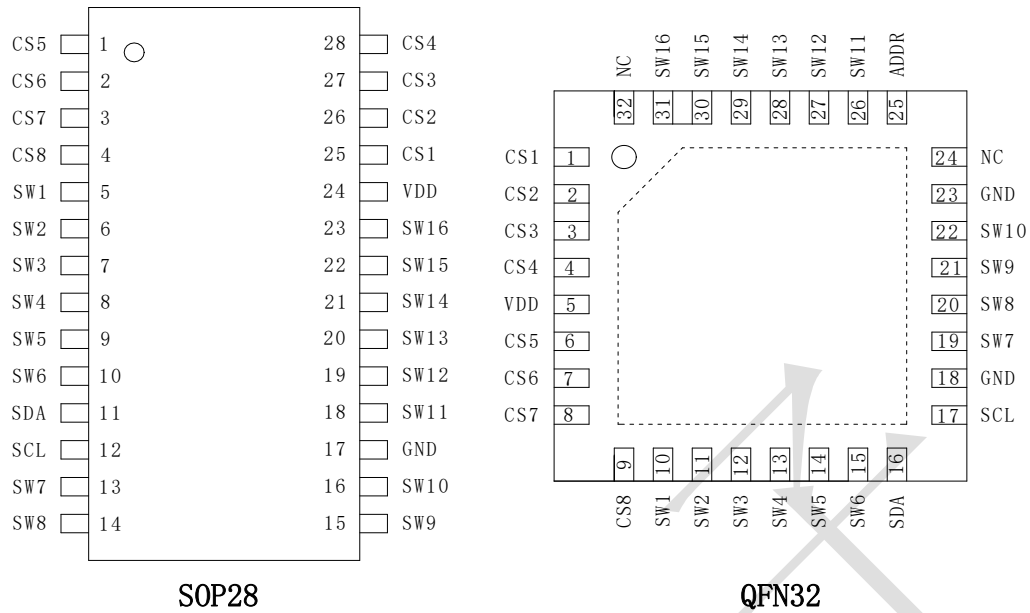 CS5 1 28 CS4
CS6 2 27 CS3
CS7 3 26 CS2
CS8 4 25 CS1
SW1 5 24 VDD
SW2 6 23 SW16
SW3 7 22 SW15
SW4 8 21 SW14
SW5 9 20 SW13
SW6 10 19 SW12
SDA 11 18 SW11
SCL 12 17 GND
SW7 13 16 SW10
SW8 14 15 SW9
SOP28
NC SW16 SW15 SW14 SW13 SW12 SW11 ADDR
32 31 30 29 28 27 26 25
CS1 1 24 NC
CS2 2 23 GND
CS3 3 22 SW10
CS4 4 21 SW9
VDD 5 20 SW8
CS5 6 19 SW7
CS6 7 18 GND
CS7 8 17 SCL
9 10 11 12 13 14 15 16
CS8 SW1 SW2 SW3 SW4 SW5 SW6 SDA
QFN32